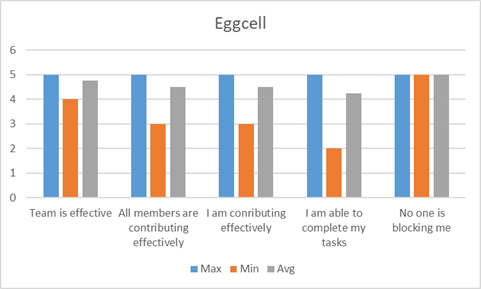 Eggcell
6
5
4
3
2
1
0
Team is effective
All members are
contributing
effectively
I am conributing
effectively
I am able to
complete my
tasks
No one is
blocking me
Max
Min
Avg